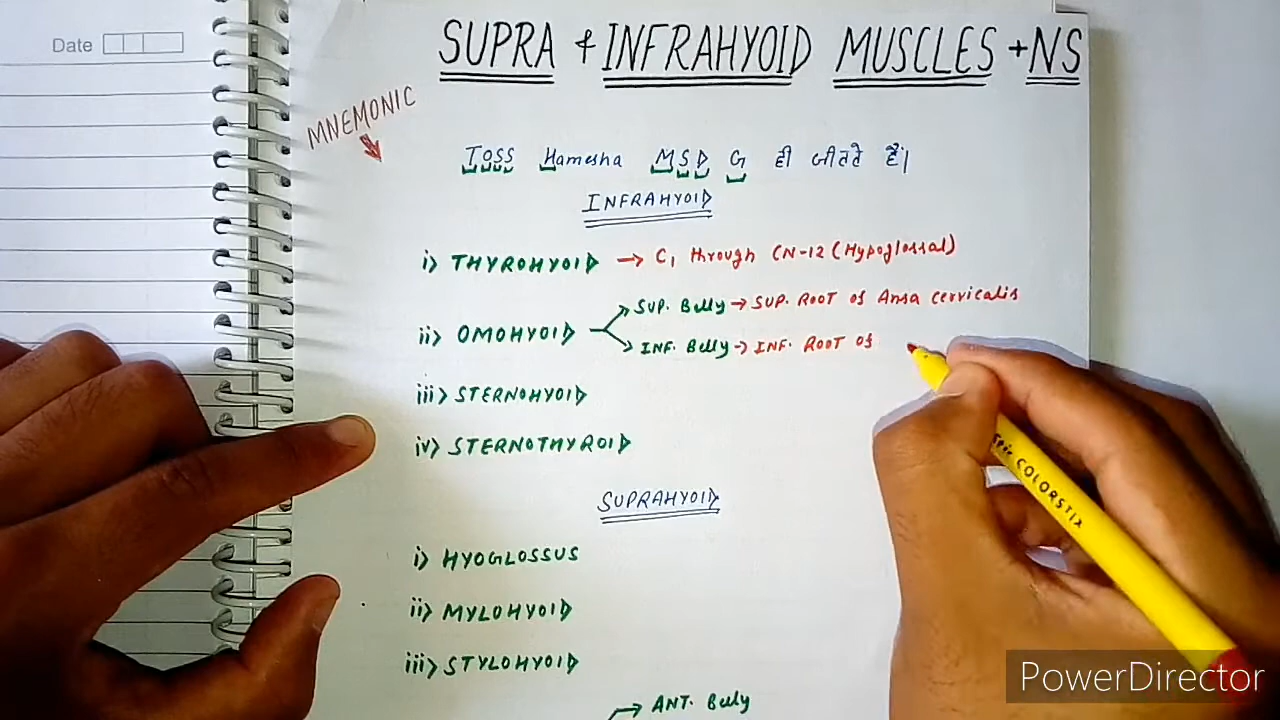 Date
SUPRA & INFRAHYOID MUSCLES + NS
MNEMONIC
TOSS Hamesha MSD G ही जीतते हैं।
INFRAHYOID
i) THYROHYOID → C1 through CN-12 (Hypoglossal)
ii) OMOHYOID
SUP. Belly → SUP. ROOT of Ansa cervicalis
INF. Belly → INF. ROOT of
iii) STERNOHYOID
iv) STERNOTHYROID
SUPRAHYOID
i) HYOGLOSSUS
ii) MYLOHYOID
iii) STYLOHYOID
→ ANT. Belly
COLORSTIX
PowerDirector